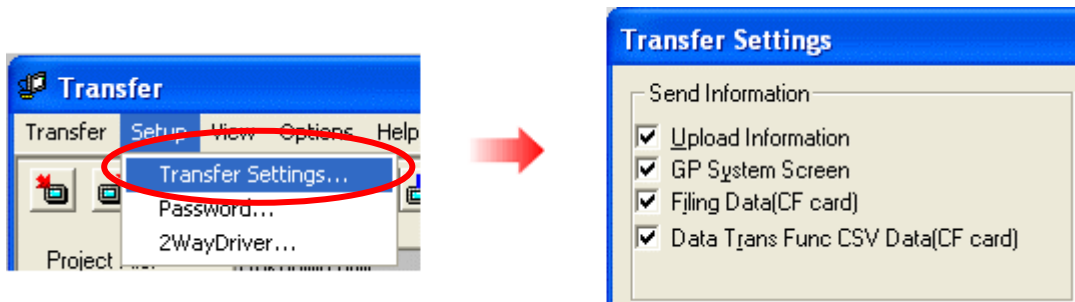 Transfer
Transfer Setup View Options Help
Transfer Settings...
Password...
2WayDriver...
Project
Transfer Settings
Send Information
Upload Information
GP System Screen
Filing Data(CF card)
Data Trans Func CSV Data(CF card)